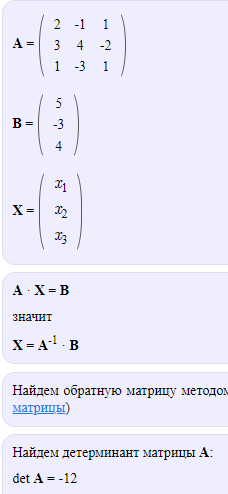 A = ( 2 -1 1
3 4 -2
1 -3 1 )
B = ( 5
-3
4 )
X = ( x1
x2
x3 )
A · X = B
значит
X = A-1 · B
Найдем обратную матрицу методом
матрицы)
Найдем детерминант матрицы A:
det A = -12